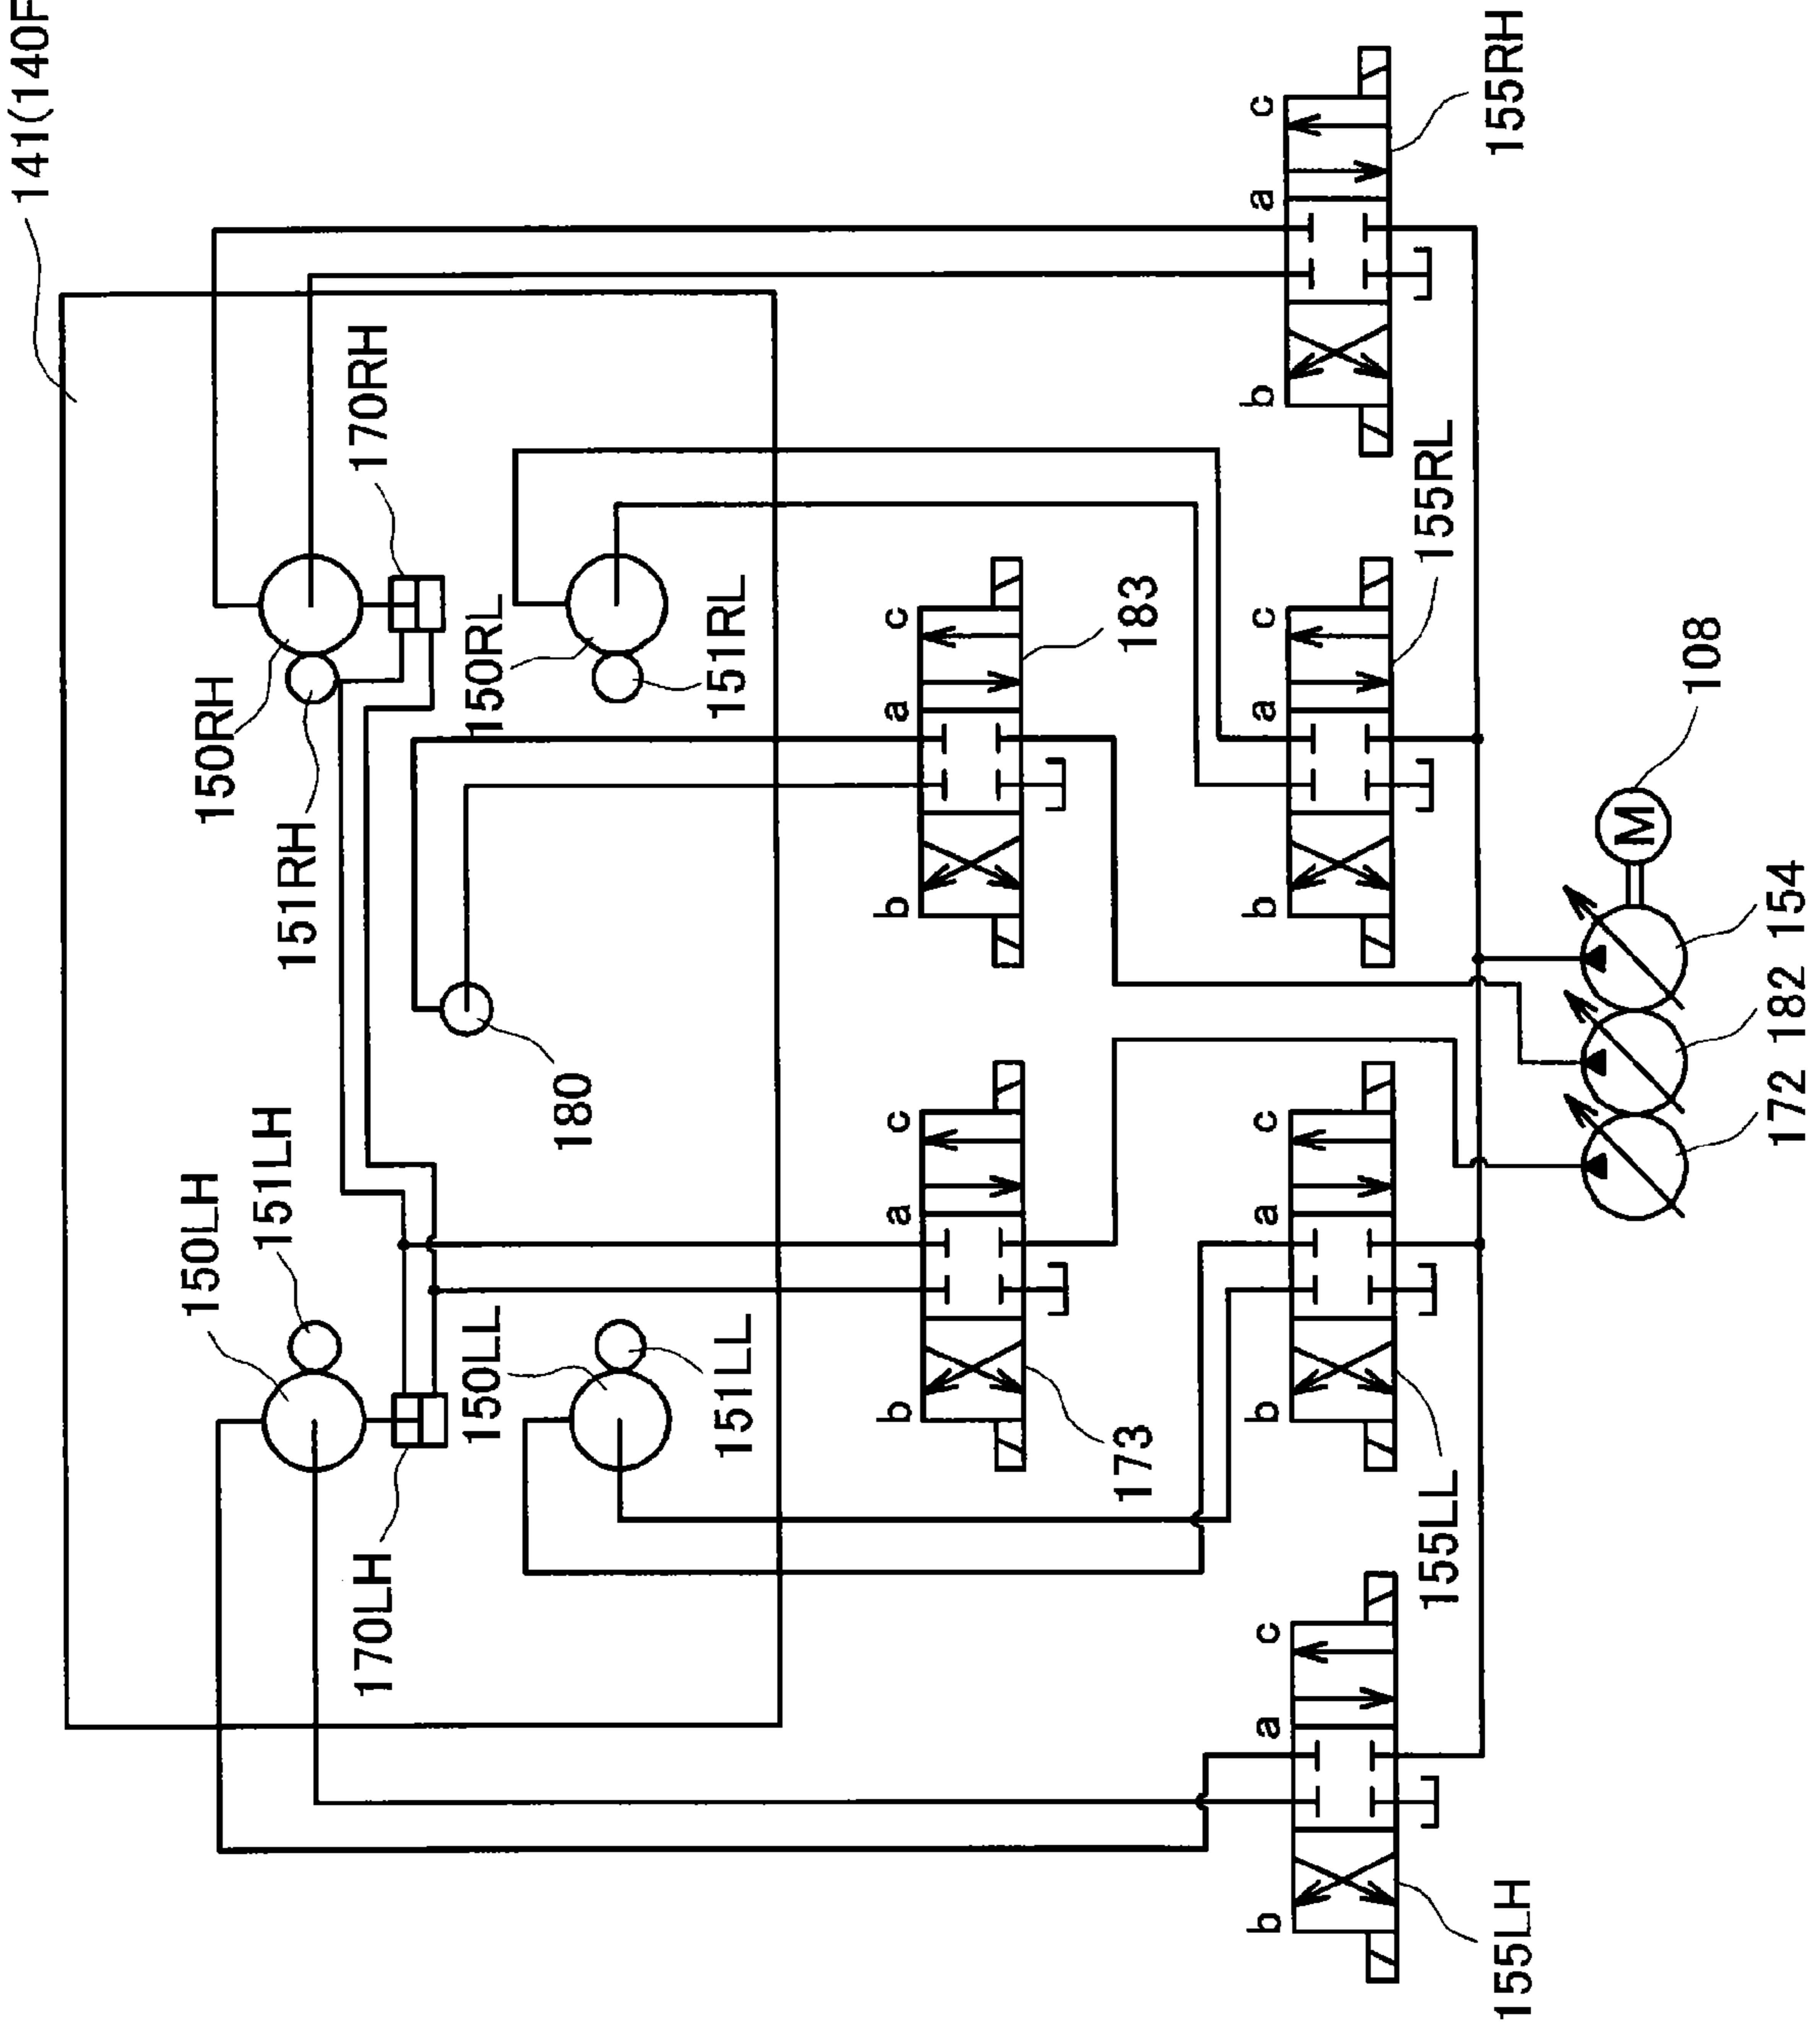 141(140F
150LH
151LH
170LH
150LL
151LL
180
150RH
151RH
170RH
150RL
151RL
b a c
173
b a c
183
b a c
155LH
b a c
155LL
b a c
155RL
b a c
155RH
172 182 154
M
108